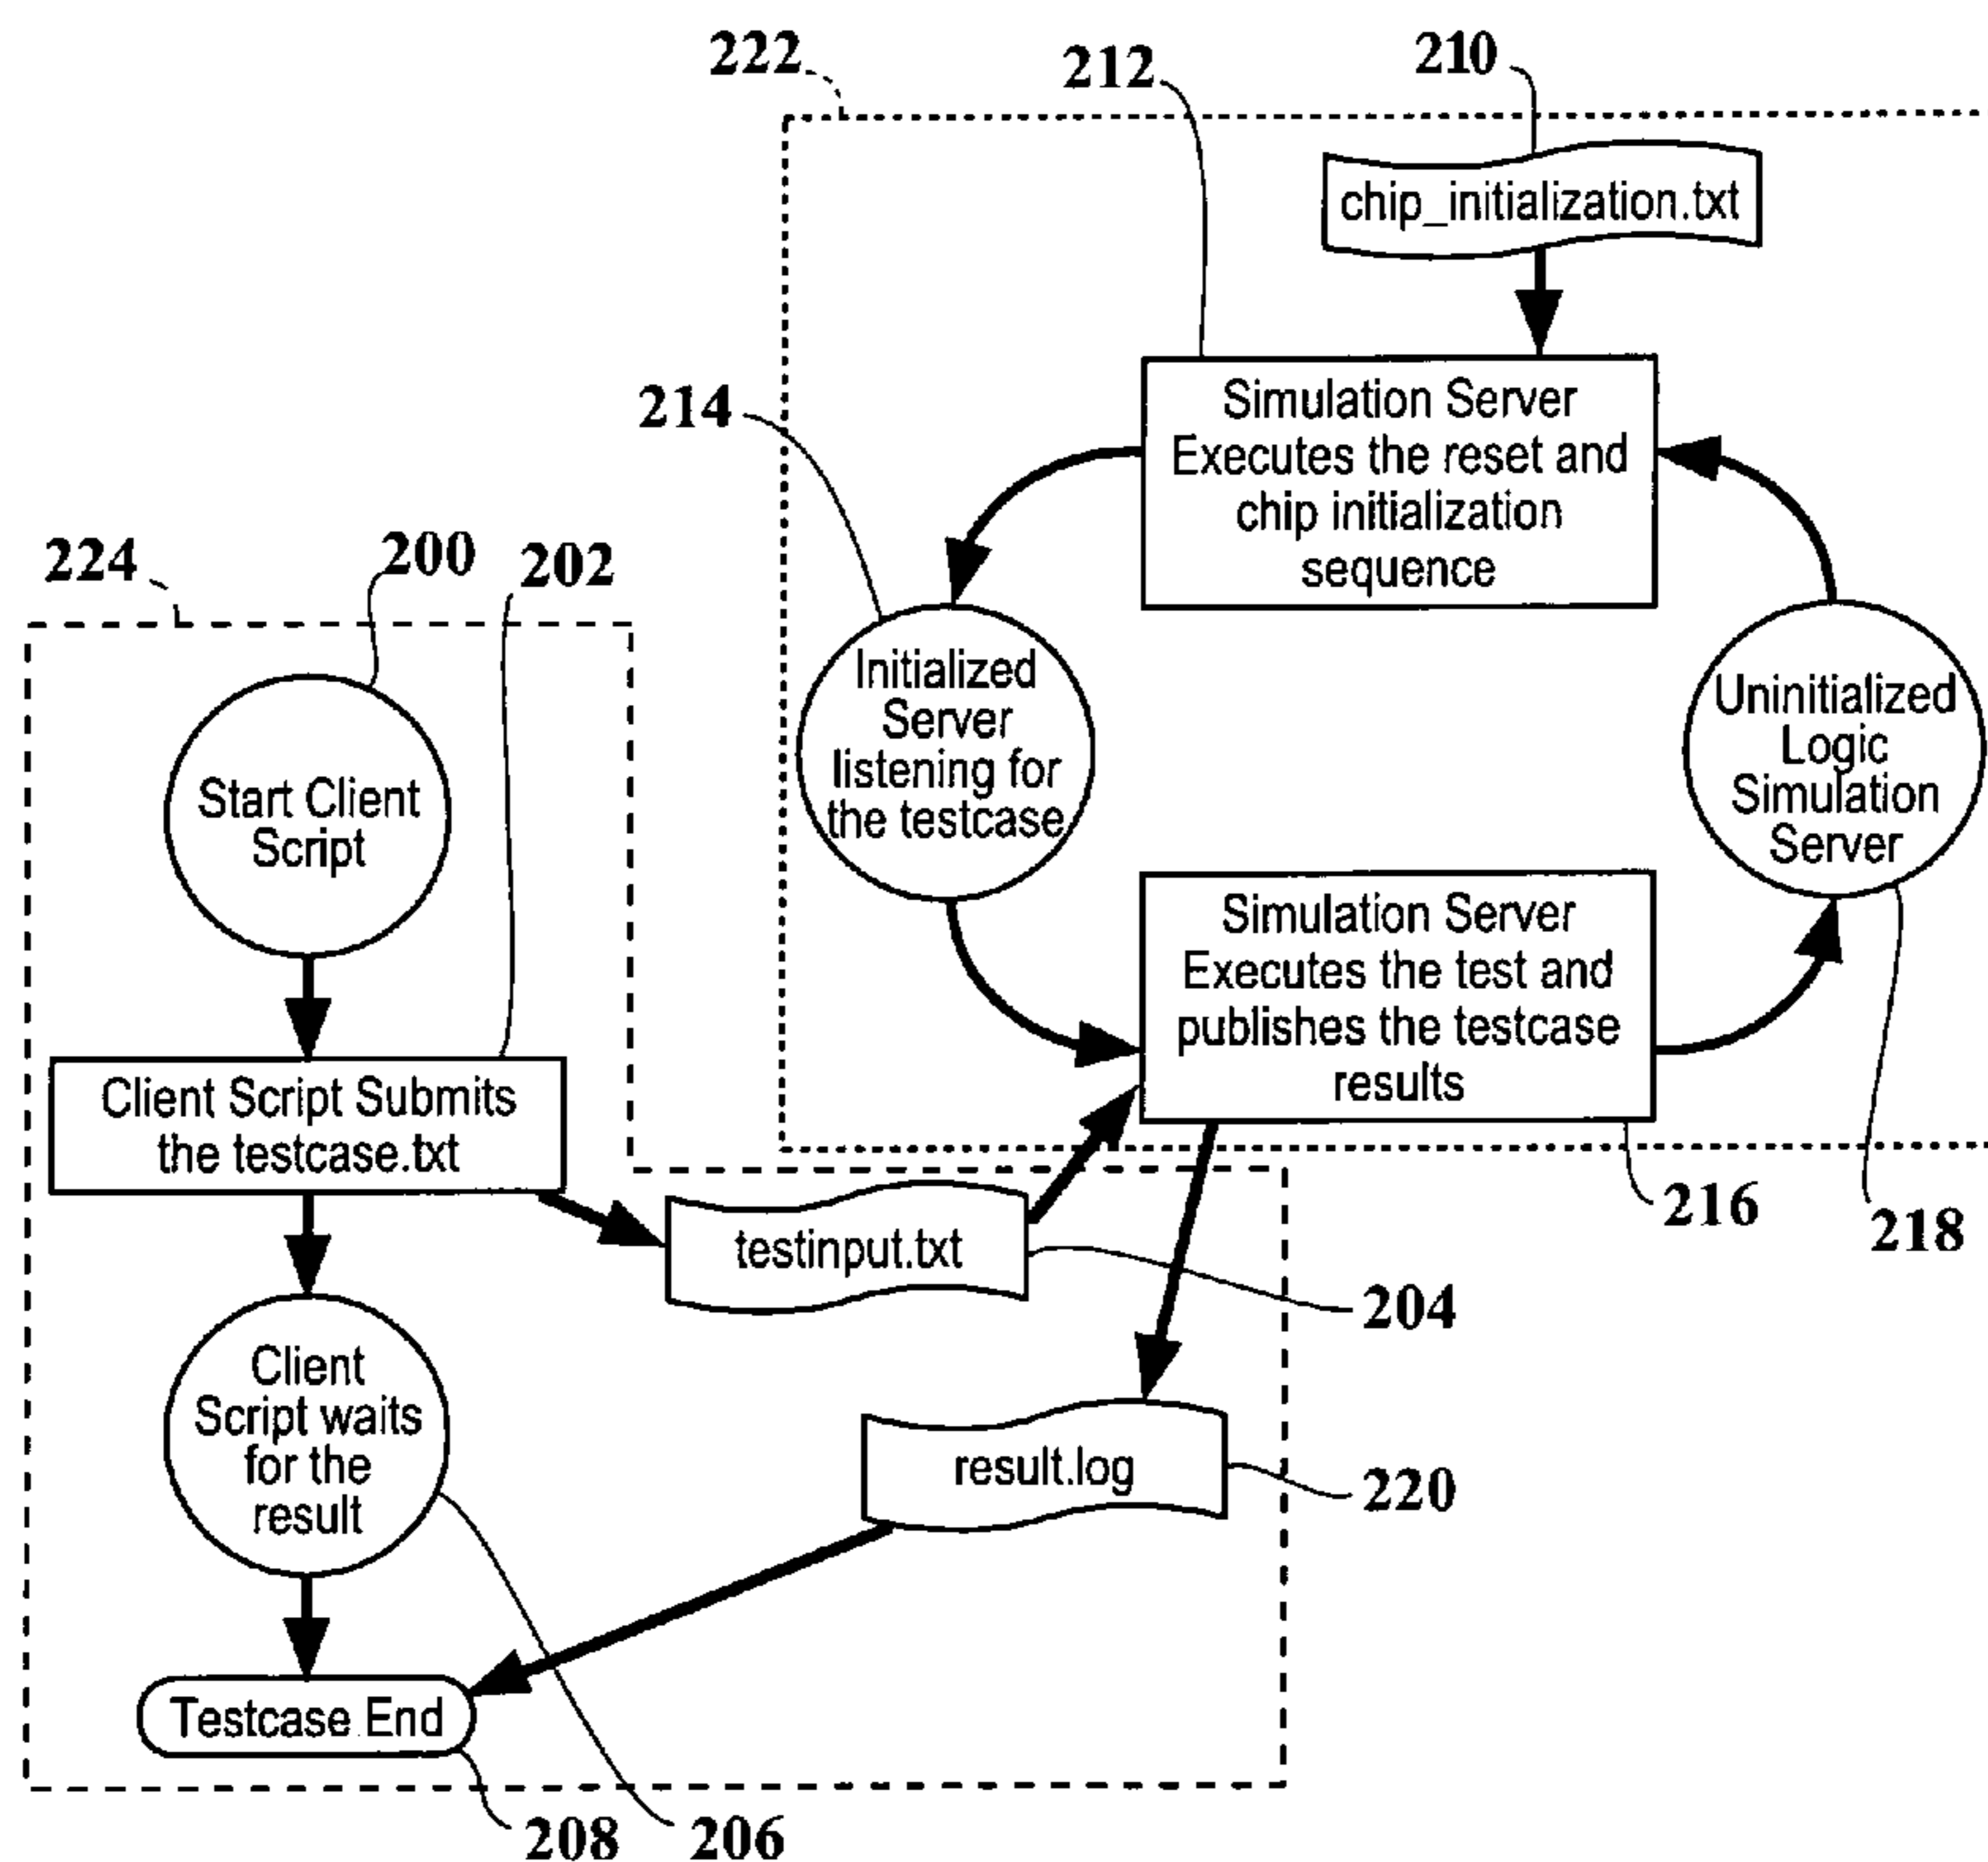 222
212
210
chip_initialization.txt
214
Simulation Server
Executes the reset and
chip initialization
sequence
224
200
202
Initialized
Server
listening for
the testcase
Uninitialized
Logic
Simulation
Server
Start Client
Script
Simulation Server
Executes the test and
publishes the testcase
results
Client Script Submits
the testcase.txt
216
218
testinput.txt
204
Client
Script waits
for the
result
result.log
220
Testcase End
208
206